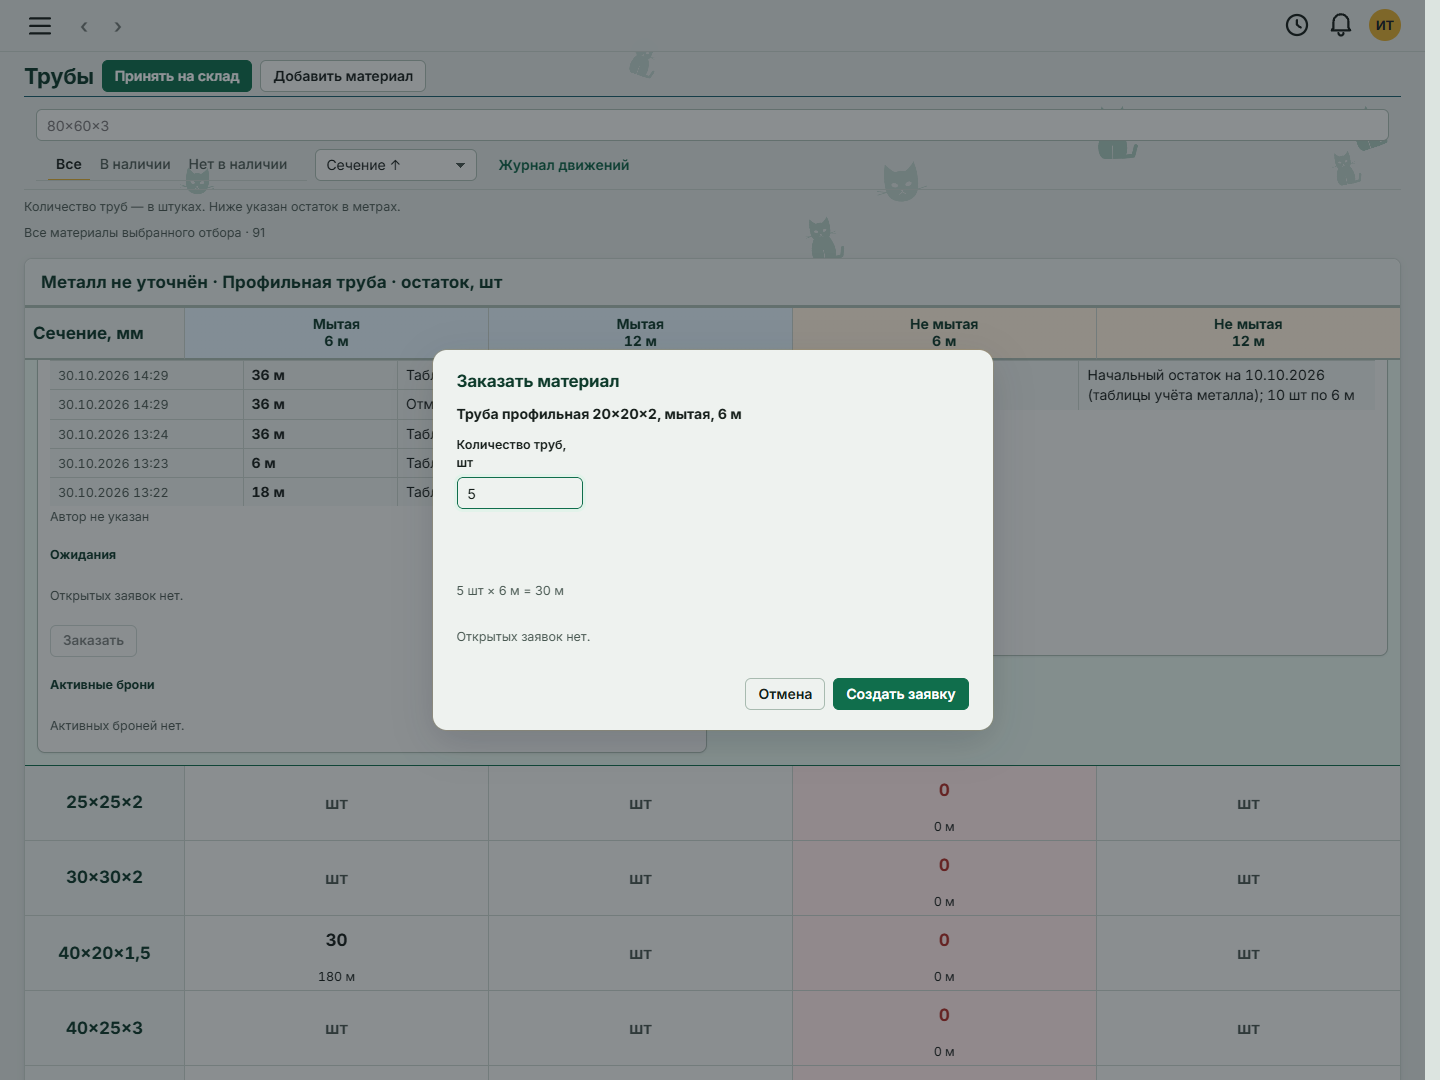 ИТ
Трубы
Принять на склад
Добавить материал
80×60×3
Все
В наличии
Нет в наличии
Сечение ↑
Журнал движений
Количество труб — в штуках. Ниже указан остаток в метрах.
Все материалы выбранного отбора · 91
Металл не уточнён · Профильная труба · остаток, шт
Сечение, мм
Мытая
6 м
Мытая
12 м
Не мытая
6 м
Не мытая
12 м
30.10.2026 14:29
36 м
30.10.2026 14:29
36 м
30.10.2026 13:24
36 м
30.10.2026 13:23
6 м
30.10.2026 13:22
18 м
Автор не указан
Ожидания
Открытых заявок нет.
Заказать
Активные брони
Активных броней нет.
Начальный остаток на 10.10.2026
(таблицы учёта металла); 10 шт по 6 м
Заказать материал
Труба профильная 20×20×2, мытая, 6 м
Количество труб,
шт
5
5 шт × 6 м = 30 м
Открытых заявок нет.
Отмена
Создать заявку
25×25×2
шт
шт
0
0 м
шт
30×30×2
шт
шт
0
0 м
шт
40×20×1,5
30
180 м
шт
0
0 м
шт
40×25×3
шт
шт
0
0 м
шт